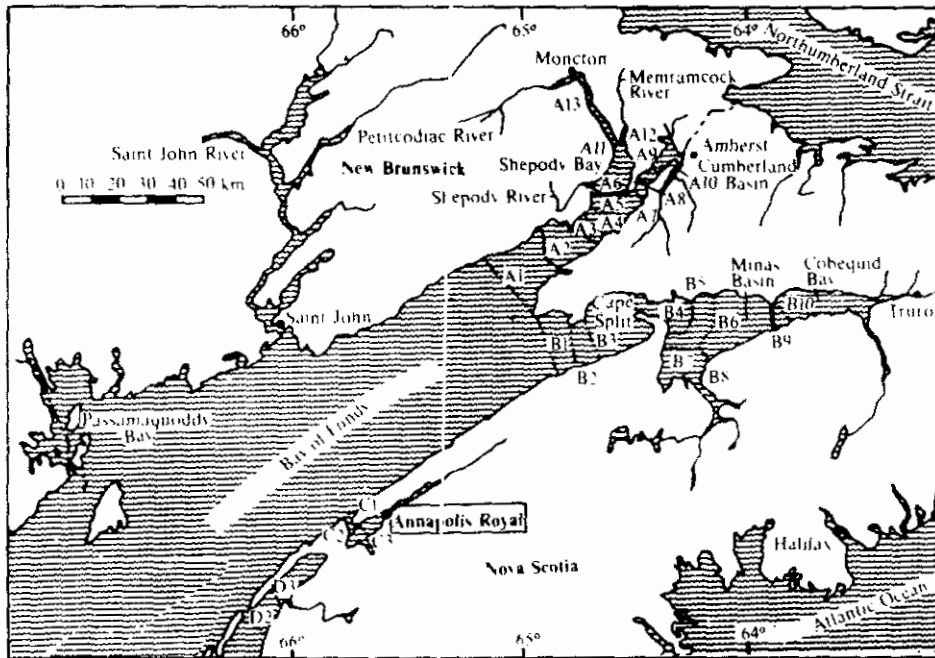 66°
65°
64°
Northumberland Strait
Moncton
Memramcock
River
A13
Petitcodiac River
A12
Saint John River
A11
A9
Amherst
New Brunswick
Shepody Bay
Cumberland
A10 Basin
0 10 20 30 40 50 km
A6
Shepody River
A8
A5
A7
A4
A3
A2
A1
B5
Minas
Basin
Cobequid
Bay
Cape
Split
B4
B10
Truro
Saint John
B6
B1
B3
B9
B2
B7
B8
Passamaquoddy
Bay
Bay of Fundy
C1
Annapolis Royal
C2
C3
Halifax
Nova Scotia
D1
D2
Atlantic Ocean
66°
65°
64°